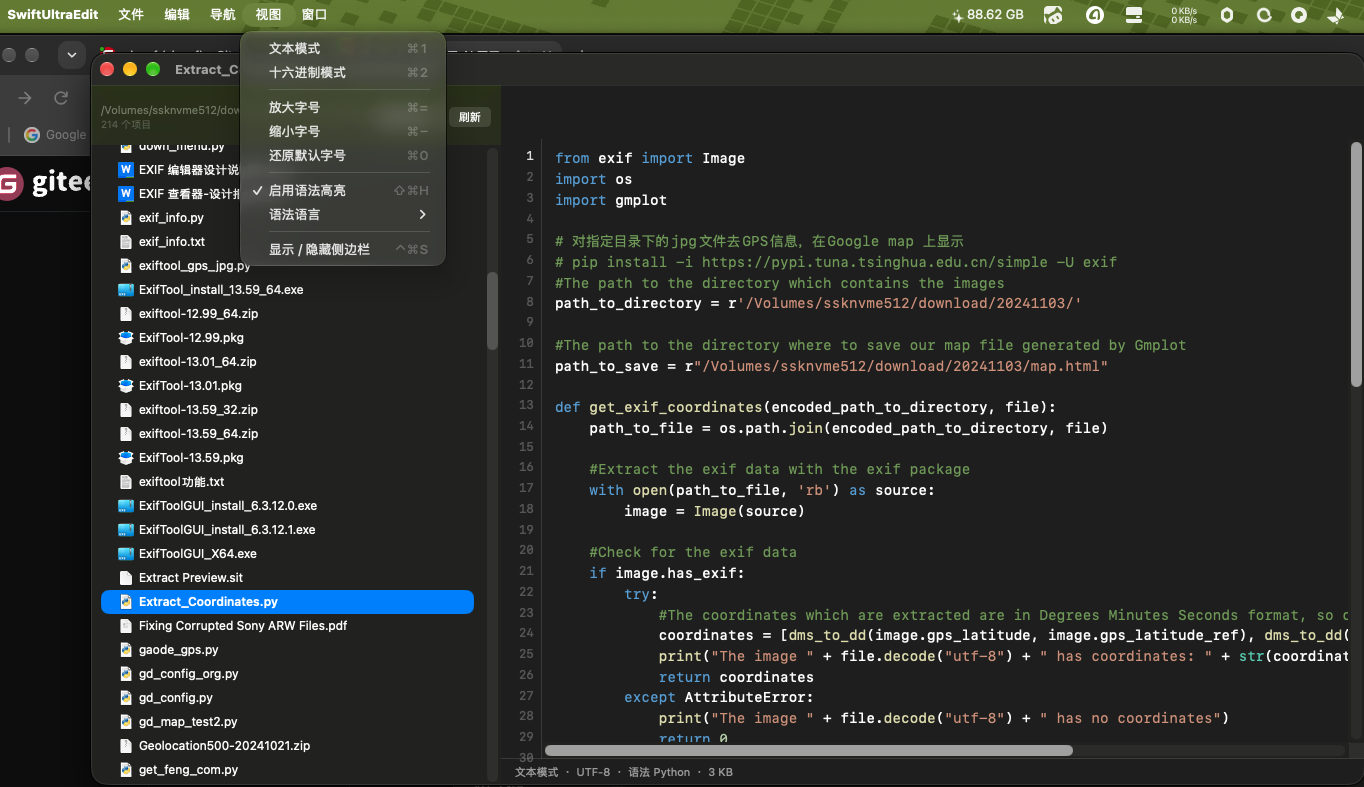 SwiftUltraEdit 文件 编辑 导航 视图 窗口 88.62 GB 0 KB/s 0 KB/s
文本模式 ⌘1
十六进制模式 ⌘2
放大字号 ⌘=
缩小字号 ⌘−
还原默认字号 ⌘0
✓ 启用语法高亮 ⇧⌘H
语法语言 >
显示 / 隐藏侧边栏 ^⌘S
Google
gitee
Extract_C
/Volumes/ssknvme512/dow
214 个项目
刷新
down_menu.py
EXIF 编辑器设计说
EXIF 查看器-设计报
exif_info.py
exif_info.txt
exiftool_gps_jpg.py
ExifTool_install_13.59_64.exe
exiftool-12.99_64.zip
ExifTool-12.99.pkg
exiftool-13.01_64.zip
ExifTool-13.01.pkg
exiftool-13.59_32.zip
exiftool-13.59_64.zip
ExifTool-13.59.pkg
exiftool功能.txt
ExifToolGUI_install_6.3.12.0.exe
ExifToolGUI_install_6.3.12.1.exe
ExifToolGUI_X64.exe
Extract Preview.sit
Extract_Coordinates.py
Fixing Corrupted Sony ARW Files.pdf
gaode_gps.py
gd_config_org.py
gd_config.py
gd_map_test2.py
Geolocation500-20241021.zip
get_feng_com.py
1 from exif import Image
2 import os
3 import gmplot
4
5 # 对指定目录下的jpg文件去GPS信息，在Google map 上显示
6 # pip install -i https://pypi.tuna.tsinghua.edu.cn/simple -U exif
7 #The path to the directory which contains the images
8 path_to_directory = r'/Volumes/ssknvme512/download/20241103/'
9
10 #The path to the directory where to save our map file generated by Gmplot
11 path_to_save = r"/Volumes/ssknvme512/download/20241103/map.html"
12
13 def get_exif_coordinates(encoded_path_to_directory, file):
14 path_to_file = os.path.join(encoded_path_to_directory, file)
15
16 #Extract the exif data with the exif package
17 with open(path_to_file, 'rb') as source:
18 image = Image(source)
19
20 #Check for the exif data
21 if image.has_exif:
22 try:
23 #The coordinates which are extracted are in Degrees Minutes Seconds format, so
24 coordinates = [dms_to_dd(image.gps_latitude, image.gps_latitude_ref), dms_to_dd(
25 print("The image " + file.decode("utf-8") + " has coordinates: " + str(coordinat
26 return coordinates
27 except AttributeError:
28 print("The image " + file.decode("utf-8") + " has no coordinates")
29 return 0
30
文本模式 · UTF-8 · 语法 Python · 3 KB